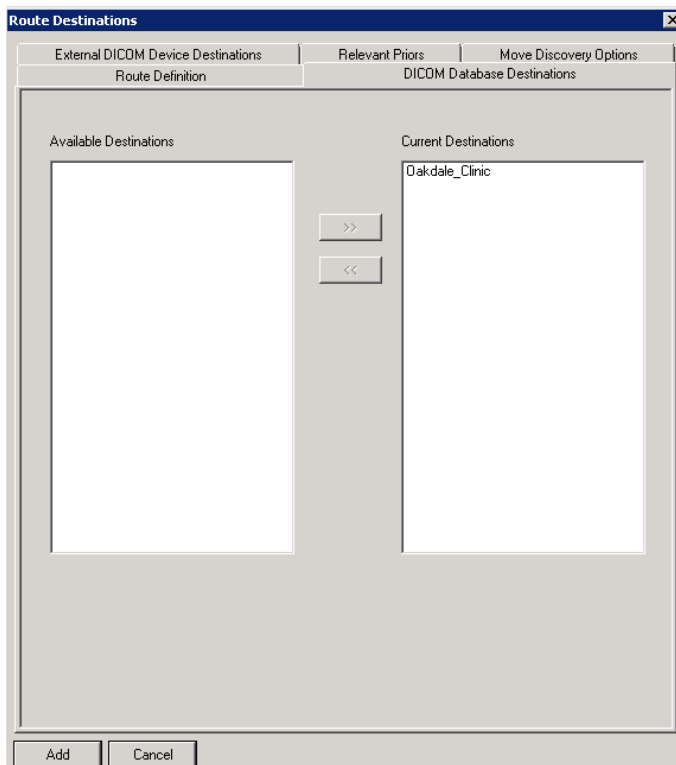 Route Destinations
External DICOM Device Destinations
Relevant Priors
Move Discovery Options
Route Definition
DICOM Database Destinations
Available Destinations
Current Destinations
Oakdale_Clinic
>>
<<
Add
Cancel